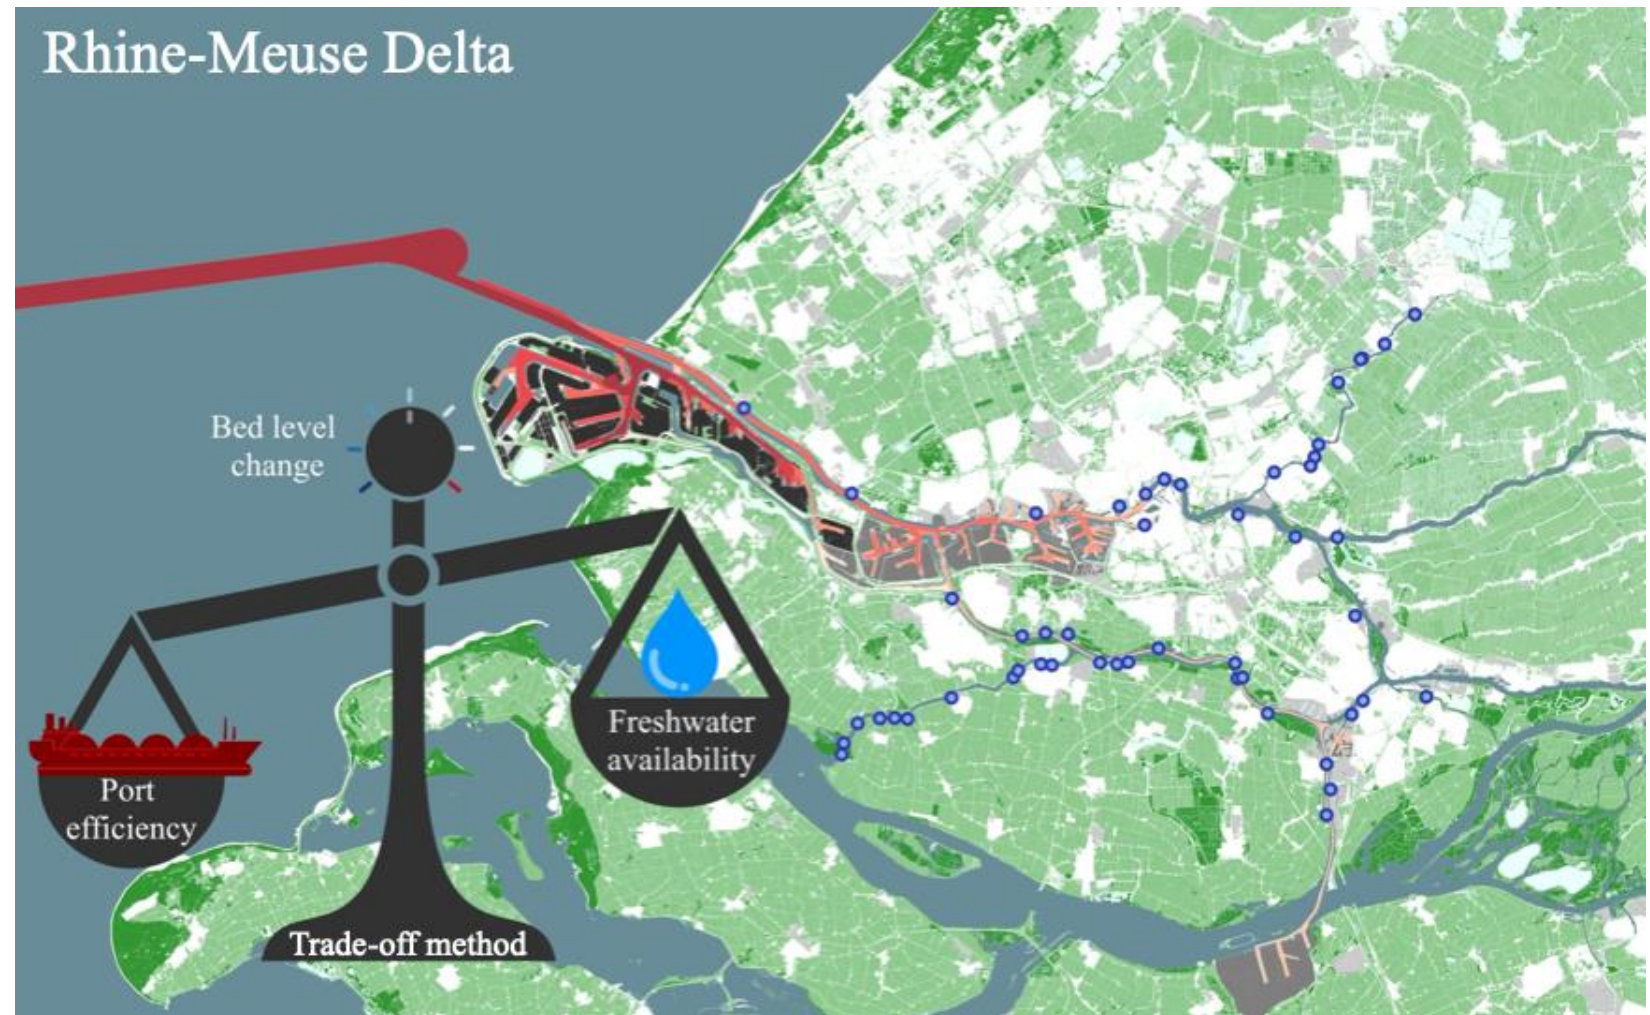 Rhine-Meuse Delta
Bed level
change
Freshwater
availability
Port
efficiency
Trade-off method